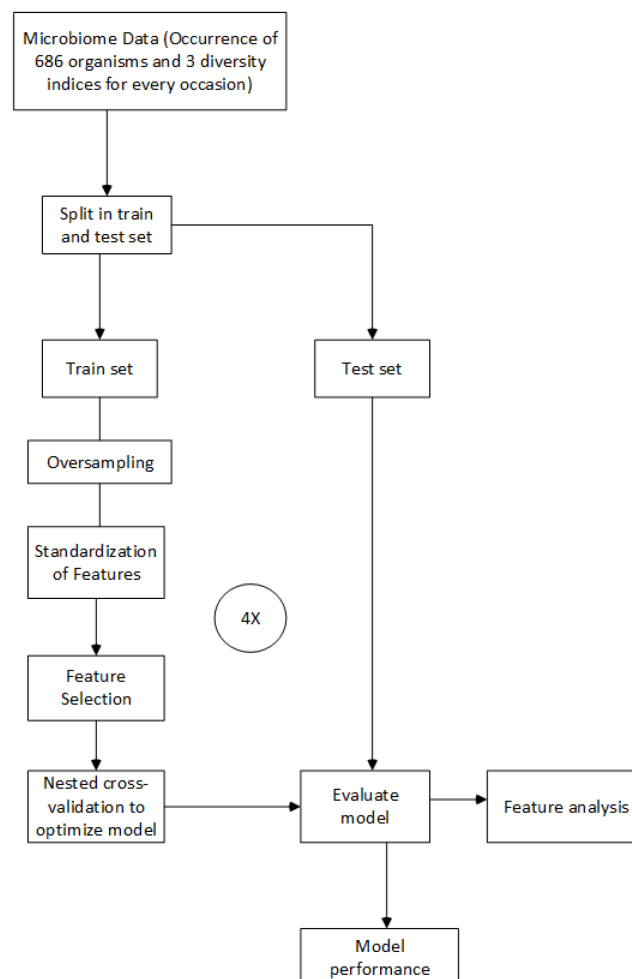 Microbiome Data (Occurrence of
686 organisms and 3 diversity
indices for every occasion)
Split in train
and test set
Train set
Test set
Oversampling
Standardization
of Features
4X
Feature
Selection
Nested cross-
validation to
optimize model
Evaluate
model
Feature analysis
Model
performance